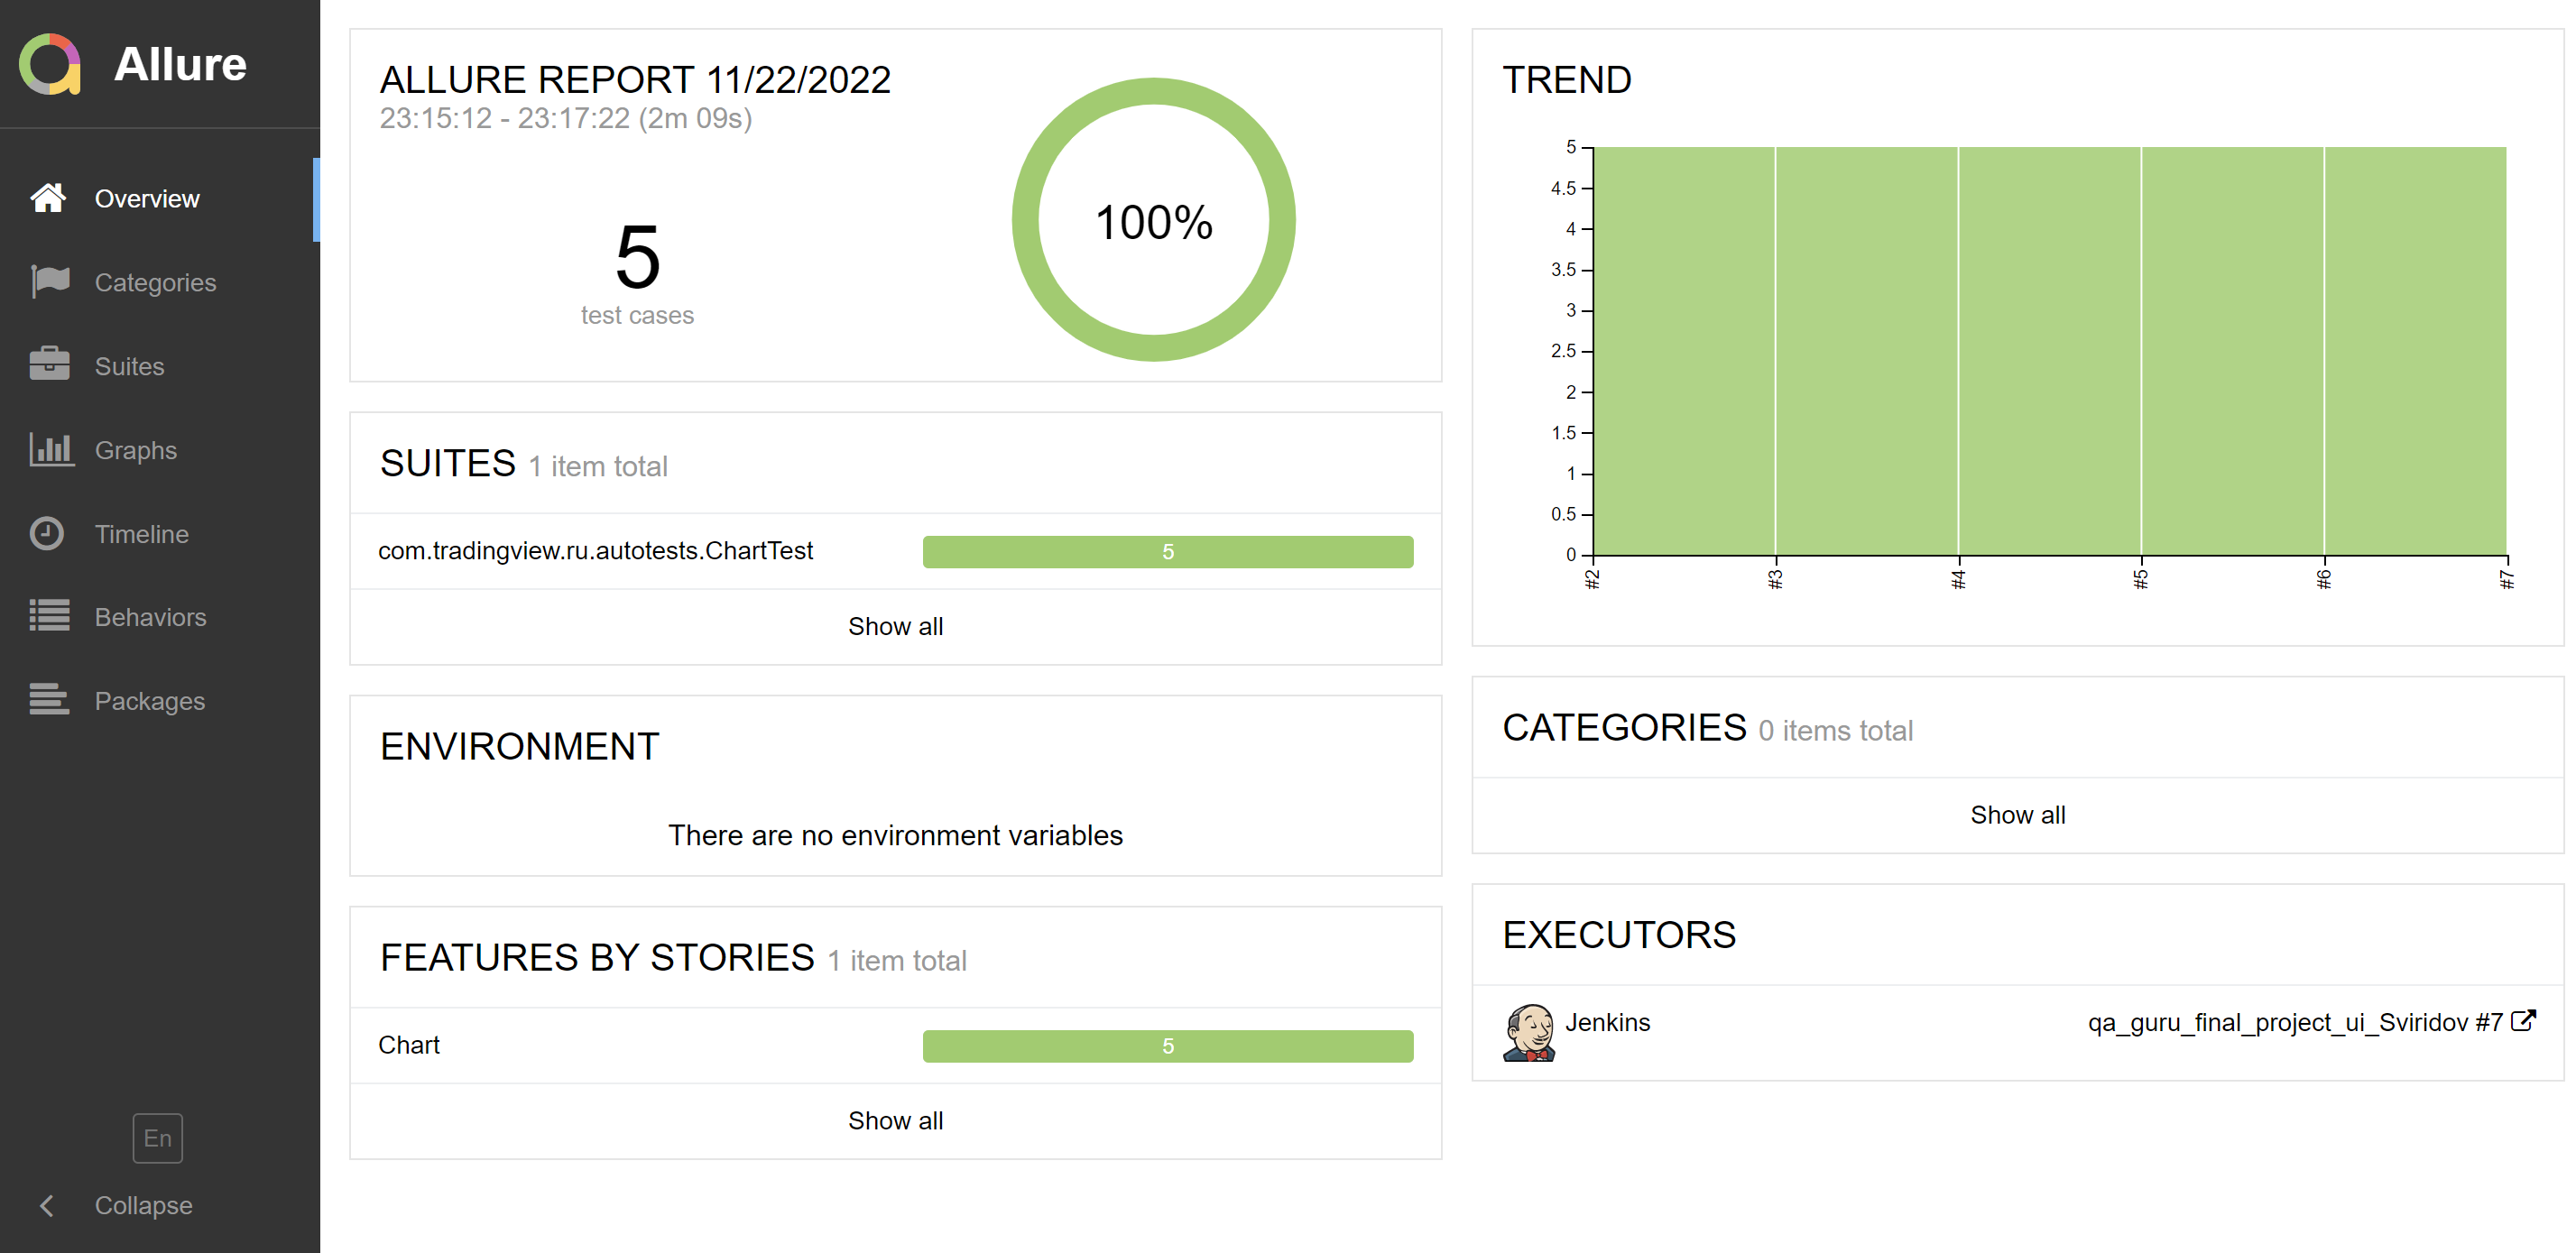 Allure
Overview
Categories
Suites
Graphs
Timeline
Behaviors
Packages
En
Collapse
ALLURE REPORT 11/22/2022
23:15:12 - 23:17:22 (2m 09s)
5
test cases
100%
SUITES 1 item total
com.tradingview.ru.autotests.ChartTest 5
Show all
ENVIRONMENT
There are no environment variables
FEATURES BY STORIES 1 item total
Chart 5
Show all
TREND
5
4.5
4
3.5
3
2.5
2
1.5
1
0.5
0
#2 #3 #4 #5 #6 #7
CATEGORIES 0 items total
Show all
EXECUTORS
Jenkins qa_guru_final_project_ui_Sviridov #7